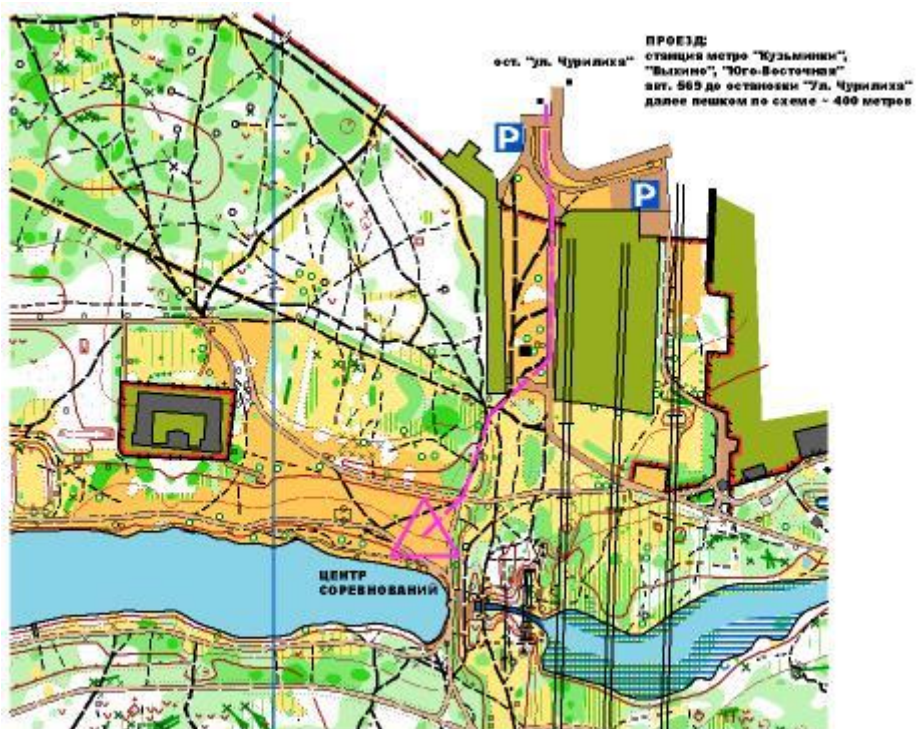 ПРОЕЗД:
ост. "ул. Чурилиха"
станция метро "Кузьминки",
"Выхино", "Юго-Восточная"
авт. 569 до остановки "Ул. Чурилиха"
далее пешком по схеме ~ 400 метров
P
P
ЦЕНТР
СОРЕВНОВАНИЙ